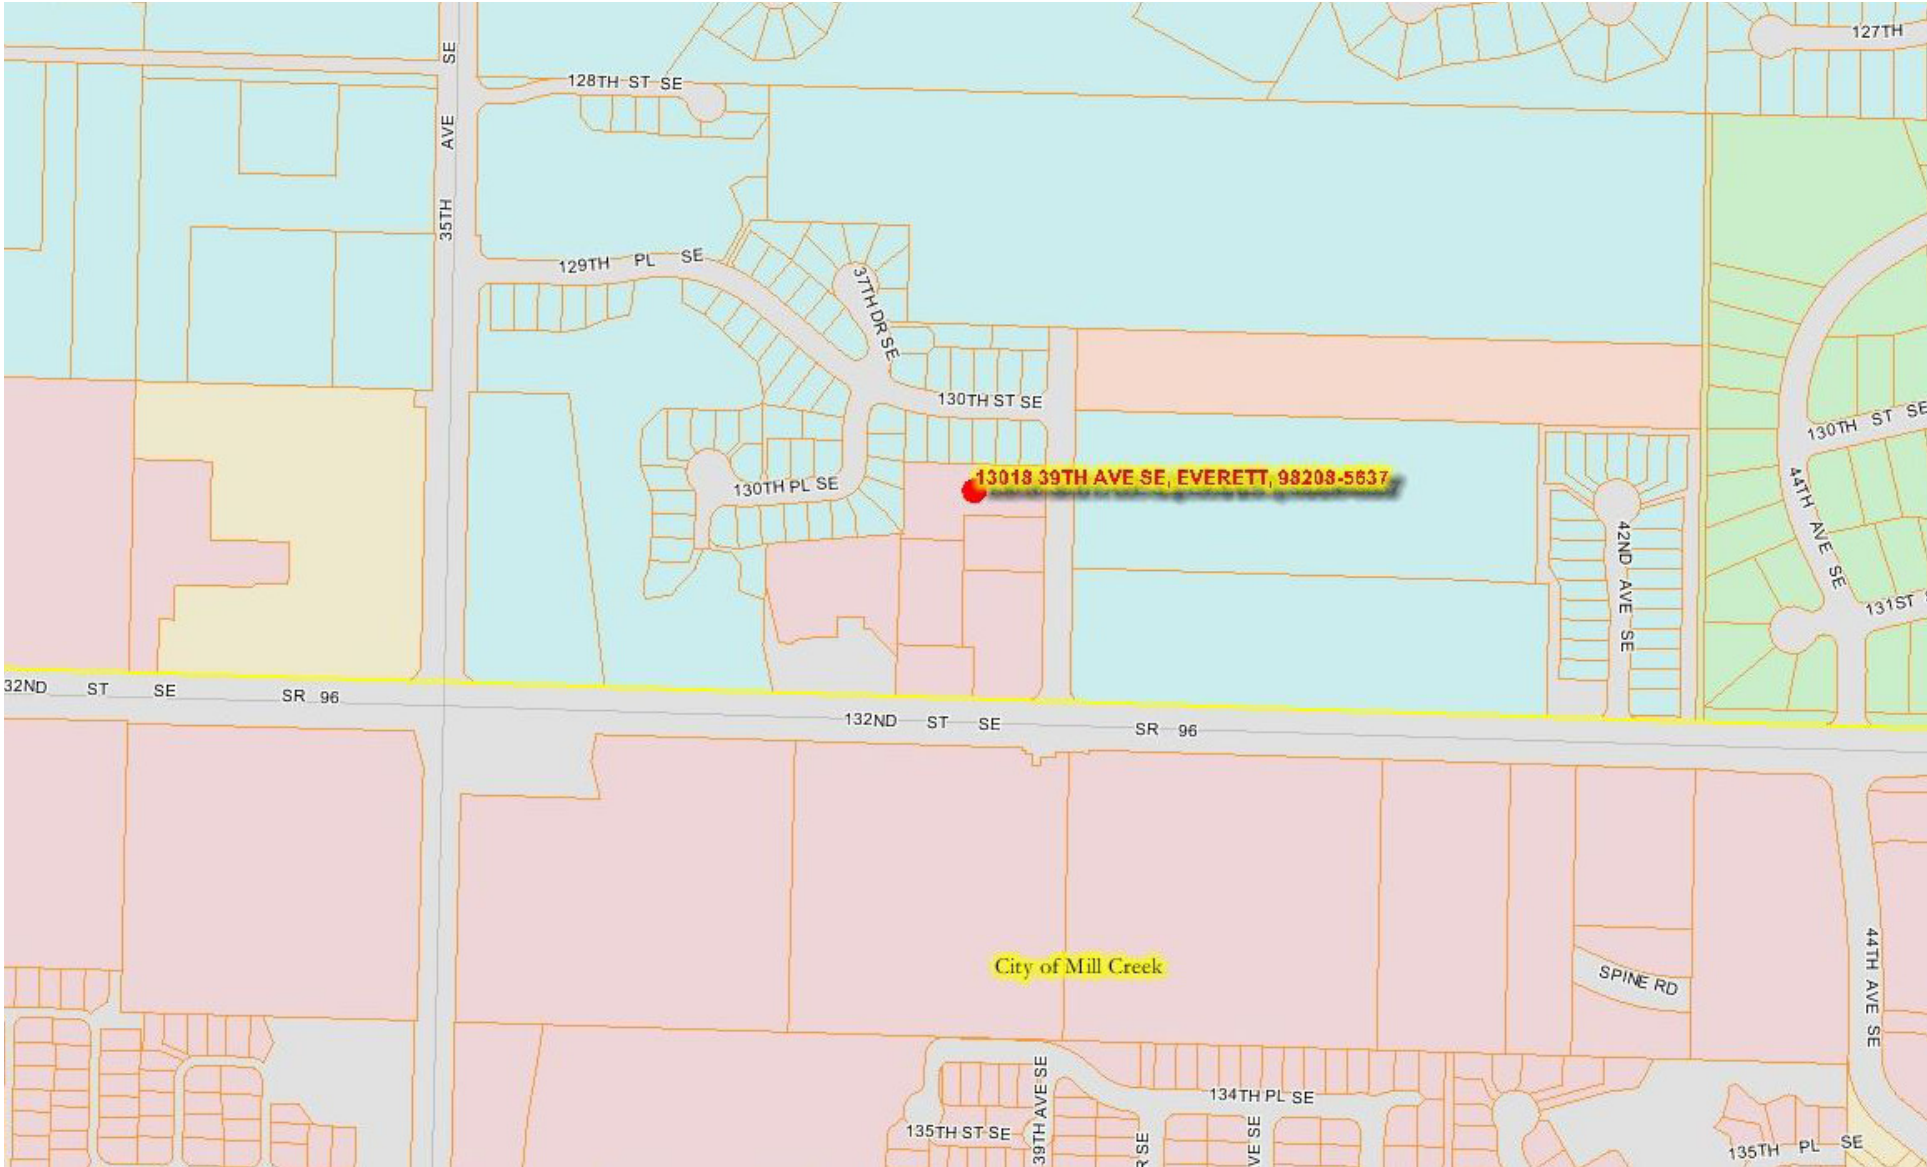 127TH
128TH ST SE
35TH AVE SE
129TH PL SE
37TH DR SE
130TH ST SE
130TH ST SE
13018 39TH AVE SE, EVERETT, 98208-5637
130TH PL SE
44TH AVE SE
42ND AVE SE
131ST
32ND ST SE SR 96
132ND ST SE SR 96
City of Mill Creek
SPINE RD
44TH AVE SE
134TH PL SE
39TH AVE SE
135TH ST SE
R SE
VE SE
135TH PL SE